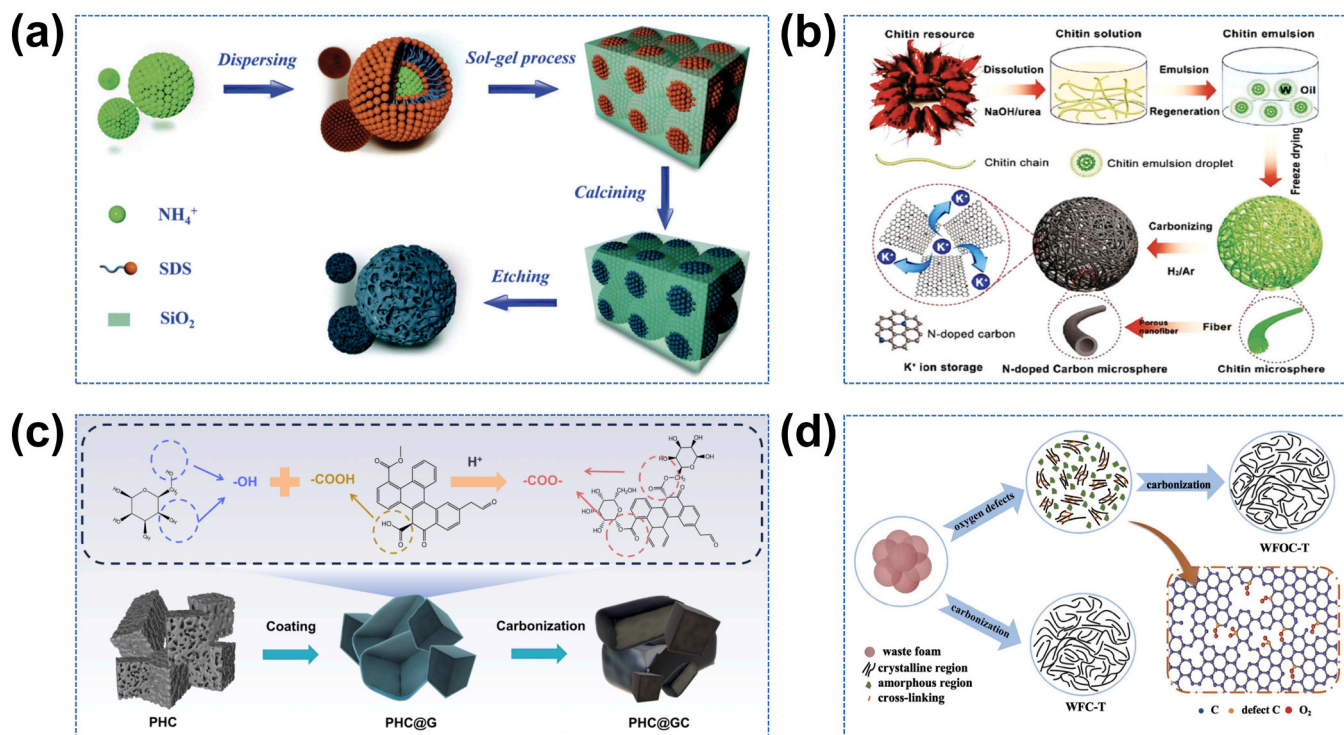 (a)
Dispersing
Sol-gel process
Calcining
NH₄⁺
SDS
SiO₂
Etching
(b)
Chitin resource
Chitin solution
Chitin emulsion
Dissolution
NaOH/urea
Emulsion
Regeneration
W
Oil
Chitin chain
Chitin emulsion droplet
Freeze drying
K⁺
K⁺
K⁺
K⁺
K⁺
Carbonizing
H₂/Ar
N-doped carbon
Porous
nanofiber
Fiber
K⁺ ion storage
N-doped Carbon microsphere
Chitin microsphere
(c)
-OH
-COOH
H⁺
-COO-
Coating
Carbonization
PHC
PHC@G
PHC@GC
(d)
oxygen defects
carbonization
WFOC-T
carbonization
waste foam
crystalline region
amorphous region
cross-linking
WFC-T
C
defect C
O₂